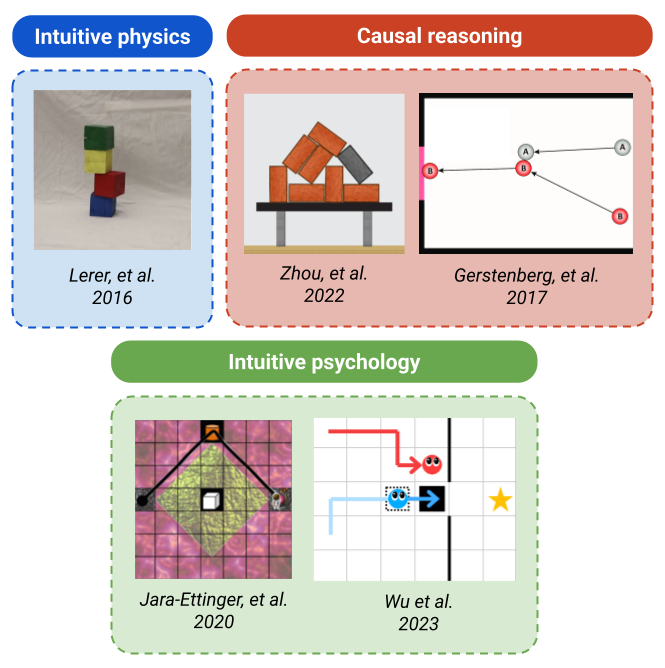 Intuitive physics
Causal reasoning
Lerer, et al.
2016
Zhou, et al.
2022
A
A
B
B
B
Gerstenberg, et al.
2017
Intuitive psychology
Jara-Ettinger, et al.
2020
Wu et al.
2023